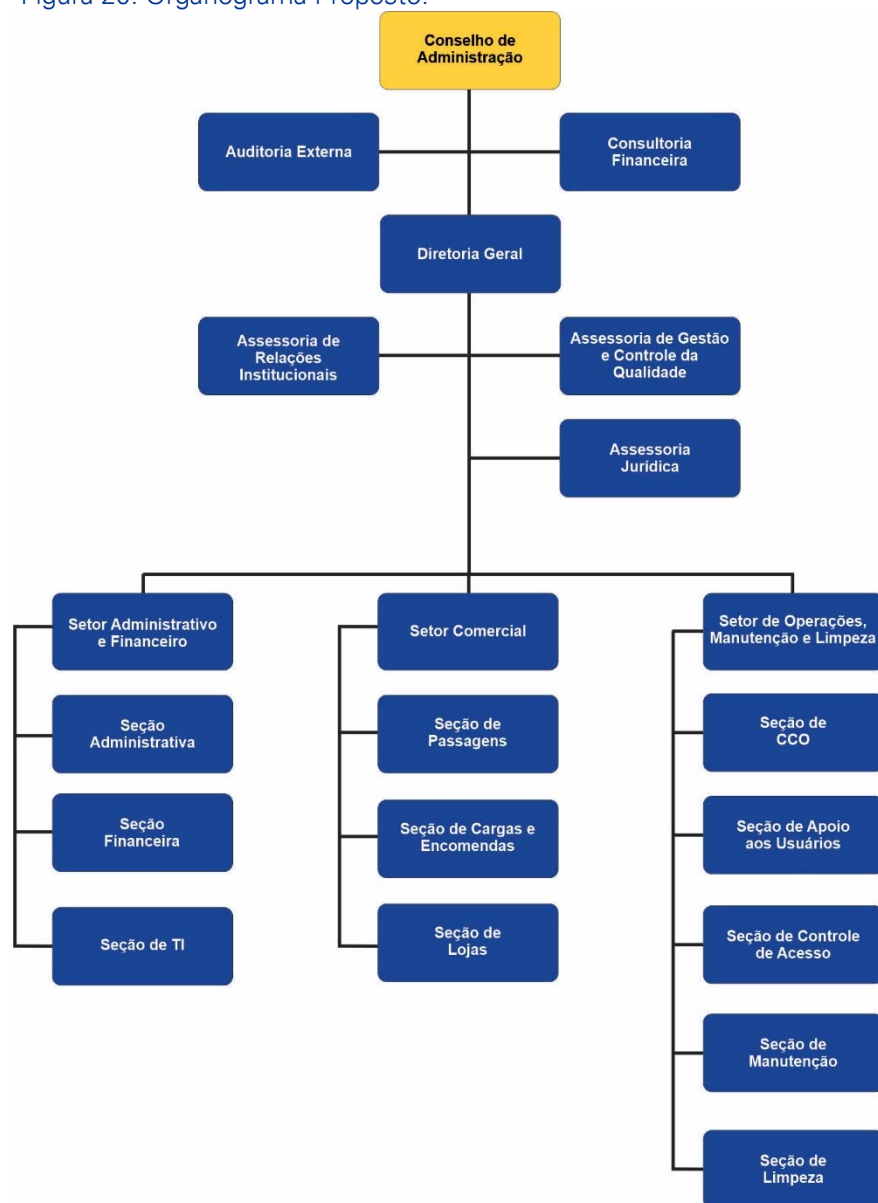 Figura 20: Organograma Proposto.
Conselho de
Administração
Auditoria Externa
Consultoria
Financeira
Diretoria Geral
Assessoria de
Relações
Institucionais
Assessoria de Gestão
e Controle da
Qualidade
Assessoria
Jurídica
Setor Administrativo
e Financeiro
Seção
Administrativa
Seção
Financeira
Seção de TI
Setor Comercial
Seção de
Passagens
Seção de Cargas e
Encomendas
Seção de
Lojas
Setor de Operações,
Manutenção e Limpeza
Seção de
CCO
Seção de Apoio
aos Usuários
Seção de Controle
de Acesso
Seção de
Manutenção
Seção de
Limpeza